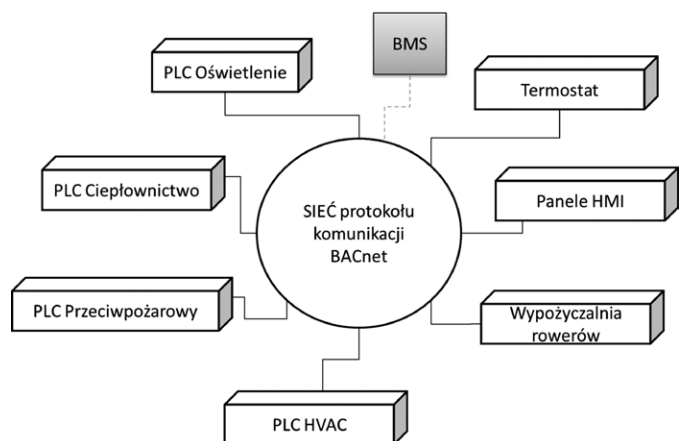 BMS
PLC Oświetlenie
Termostat
PLC Ciepłownictwo
SIEĆ protokołu
komunikacji
BACnet
Panele HMI
PLC Przeciwpożarowy
Wypożyczalnia
rowerów
PLC HVAC